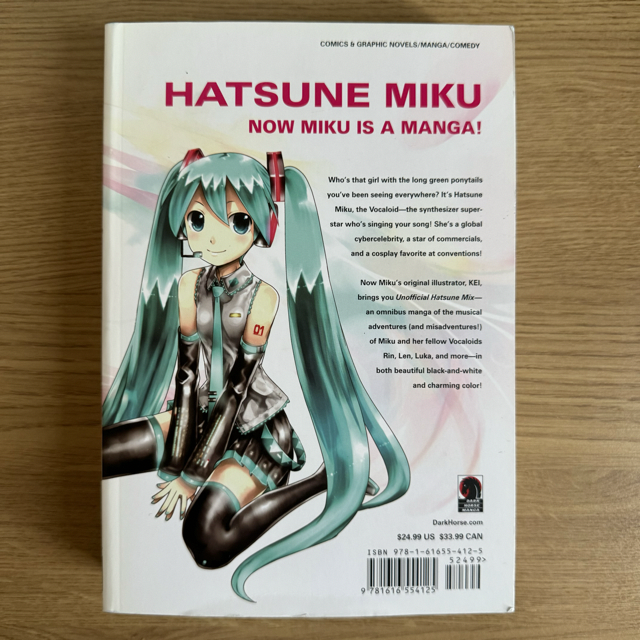 COMICS & GRAPHIC NOVELS/MANGA/COMEDY
HATSUNE MIKU
NOW MIKU IS A MANGA!
Who's that girl with the long green ponytails
you've been seeing everywhere? It's Hatsune
Miku, the Vocaloid—the synthesizer super-
star who's singing your song! She's a global
cybercelebrity, a star of commercials,
and a cosplay favorite at conventions!
Now Miku's original illustrator, KEI,
brings you Unofficial Hatsune Mix—
an omnibus manga of the musical
adventures (and misadventures!)
of Miku and her fellow Vocaloids
Rin, Len, Luka, and more—in
both beautiful black-and-white
and charming color!
01
DARK
HORSE
MANGA
DarkHorse.com
$24.99 US $33.99 CAN
ISBN 978-1-61655-412-5
52499>
9 781616 554125